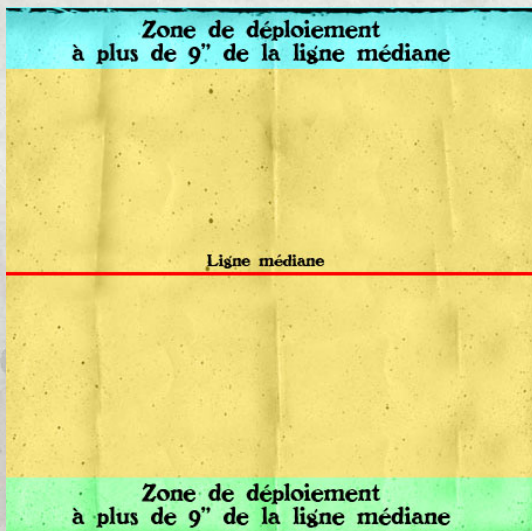 Zone de déploiement
à plus de 9" de la ligne médiane
Ligne médiane
Zone de déploiement
à plus de 9" de la ligne médiane